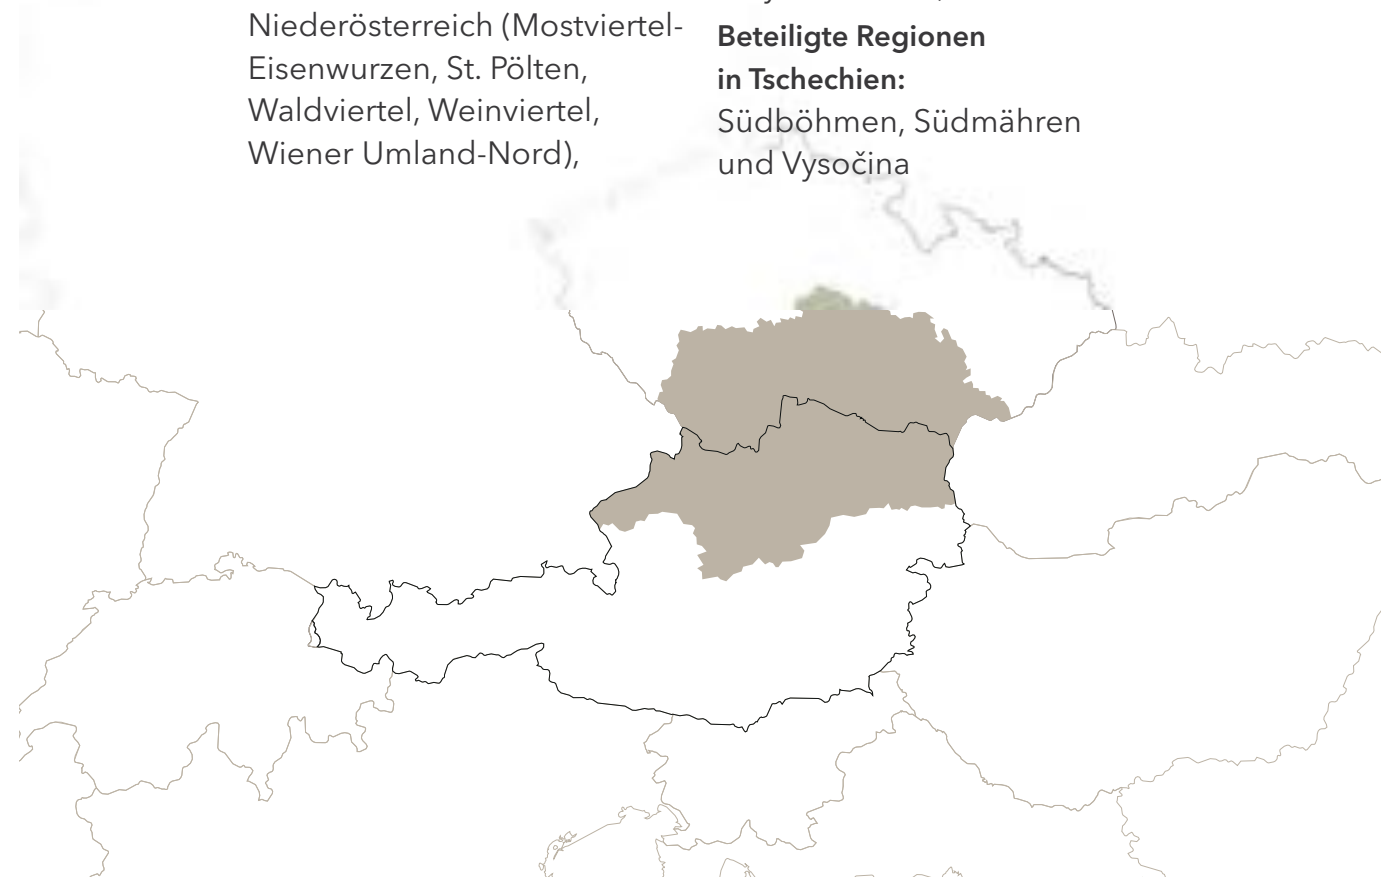 Niederösterreich (Mostviertel-
Eisenwurzen, St. Pölten,
Waldviertel, Weinviertel,
Wiener Umland-Nord),
Beteiligte Regionen
in Tschechien:
Südböhmen, Südmähren
und Vysočina